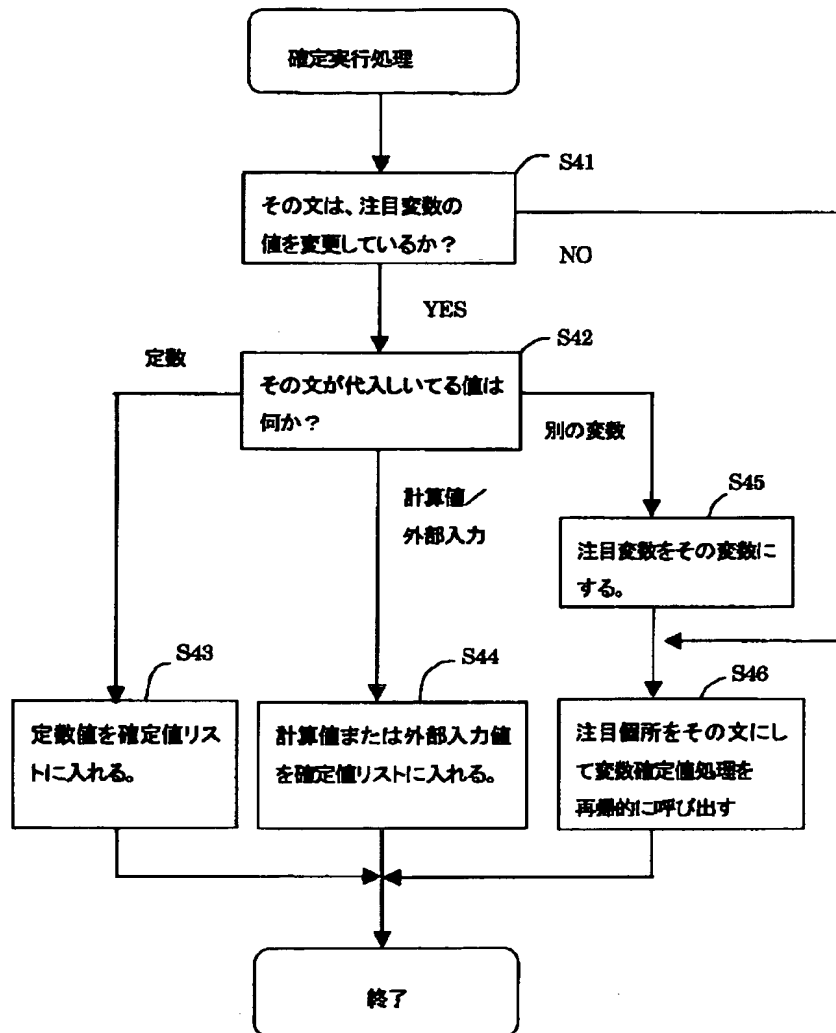 確定実行処理
S41
その文は、注目変数の
値を変更しているか?
NO
YES
S42
定数
その文が代入しいてる値は
何か?
別の変数
計算値/
外部入力
S45
注目変数をその変数に
する。
S43
S44
S46
定数値を確定値リス
トに入れる。
計算値または外部入力値
を確定値リストに入れる。
注目個所をその文にし
て変数確定値処理を
再帰的に呼び出す
終了